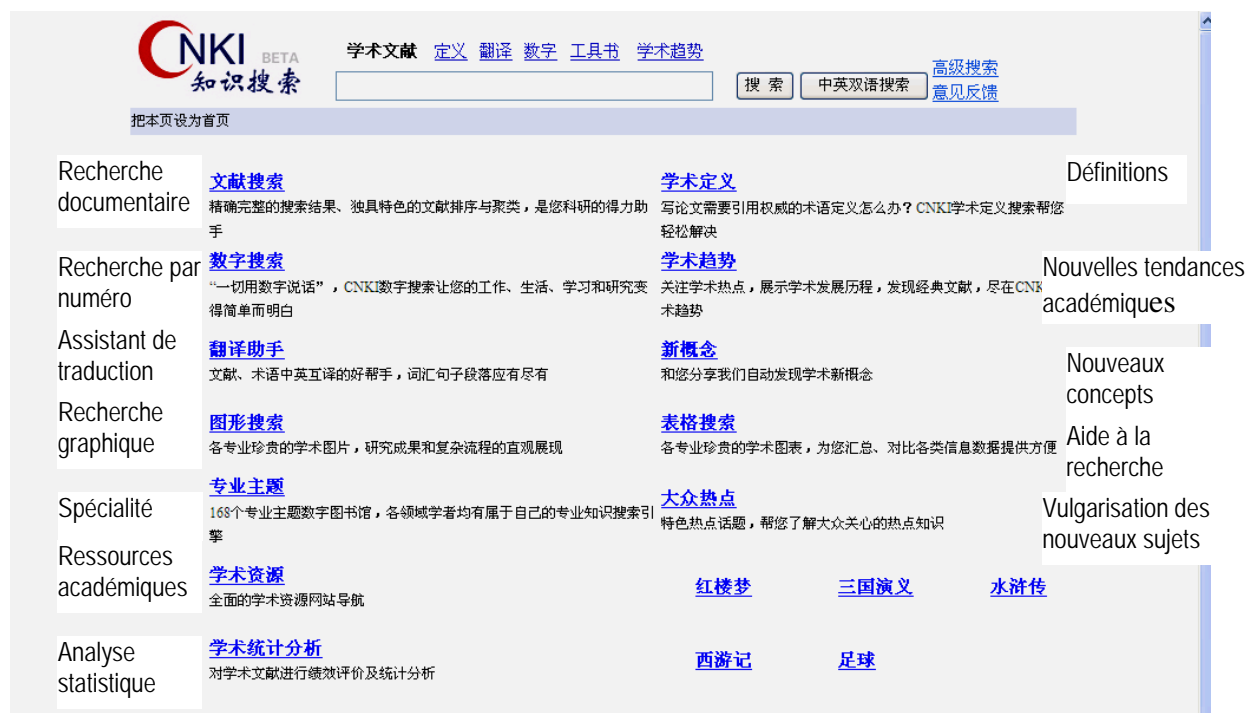 CNKI BETA
知识搜索
学术文献 定义 翻译 数字 工具书 学术趋势
搜 索 中英双语搜索
高级搜索
意见反馈
把本页设为首页
Recherche
documentaire
文献搜索
精确完整的搜索结果、独具特色的文献排序与聚类，是您科研的得力助
手
学术定义
写论文需要引用权威的术语定义怎么办？CNKI学术定义搜索帮您
轻松解决
Définitions
Recherche par
numéro
数字搜索
“一切用数字说话”，CNKI数字搜索让您的工作、生活、学习和研究变
得简单而明白
学术趋势
关注学术热点，展示学术发展历程，发现经典文献，尽在CNK
术趋势
Nouvelles tendances
académiques
Assistant de
traduction
翻译助手
文献、术语中英互译的好帮手，词汇句子段落应有尽有
新概念
和您分享我们自动发现学术新概念
Nouveaux
concepts
Recherche
graphique
图形搜索
各专业珍贵的学术图片，研究成果和复杂流程的直观展现
表格搜索
各专业珍贵的学术图表，为您汇总、对比各类信息数据提供方便
Aide à la
recherche
Spécialité
专业主题
168个专业主题数字图书馆，各领域学者均有属于自己的专业知识搜索引
擎
大众热点
特色热点话题，帮您了解大众关心的热点知识
Vulgarisation des
nouveaux sujets
Ressources
académiques
学术资源
全面的学术资源网站导航
红楼梦 三国演义 水浒传
Analyse
statistique
学术统计分析
对学术文献进行绩效评价及统计分析
西游记 足球